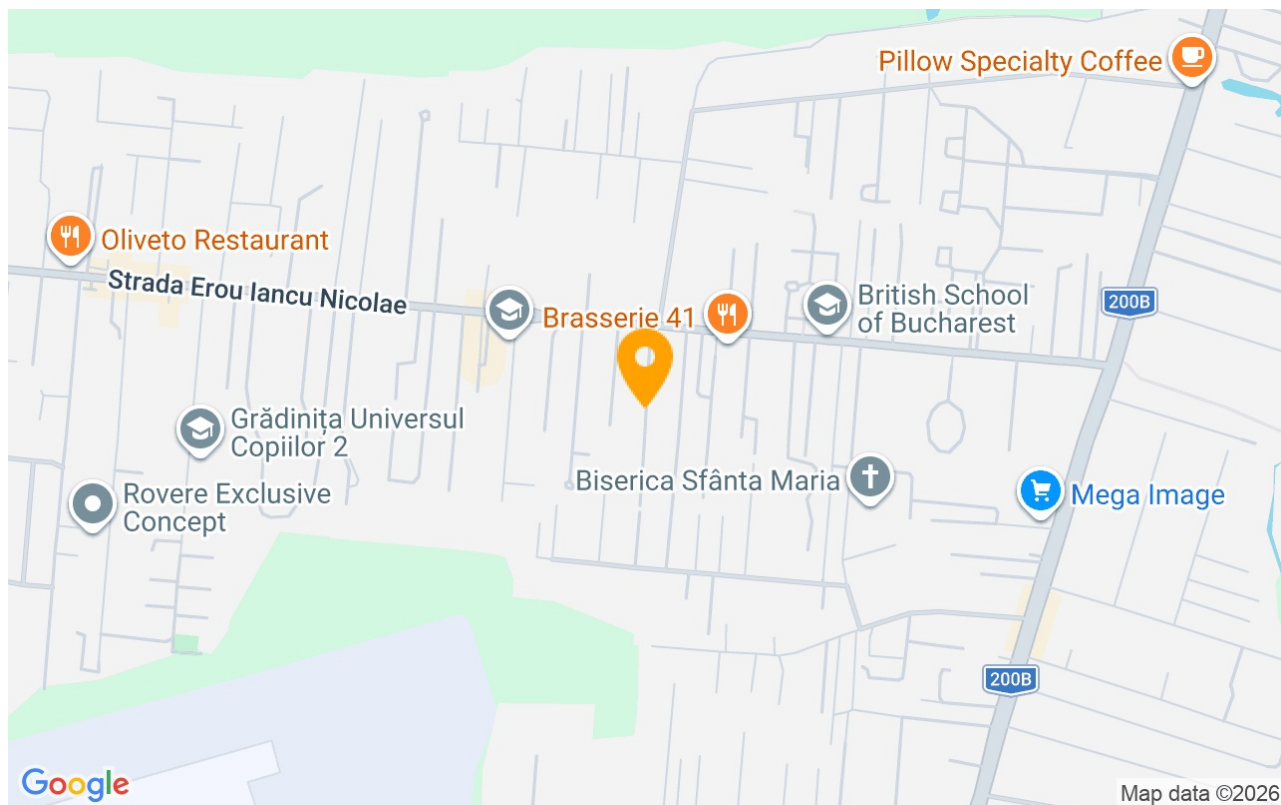 Pillow Specialty Coffee
Oliveto Restaurant
Strada Erou Iancu Nicolae
British School
of Bucharest
200B
Brasserie 41
Grădinița Universul
Copiilor 2
Biserica Sfânta Maria
Rovere Exclusive
Concept
Mega Image
200B
Google
Map data ©2026